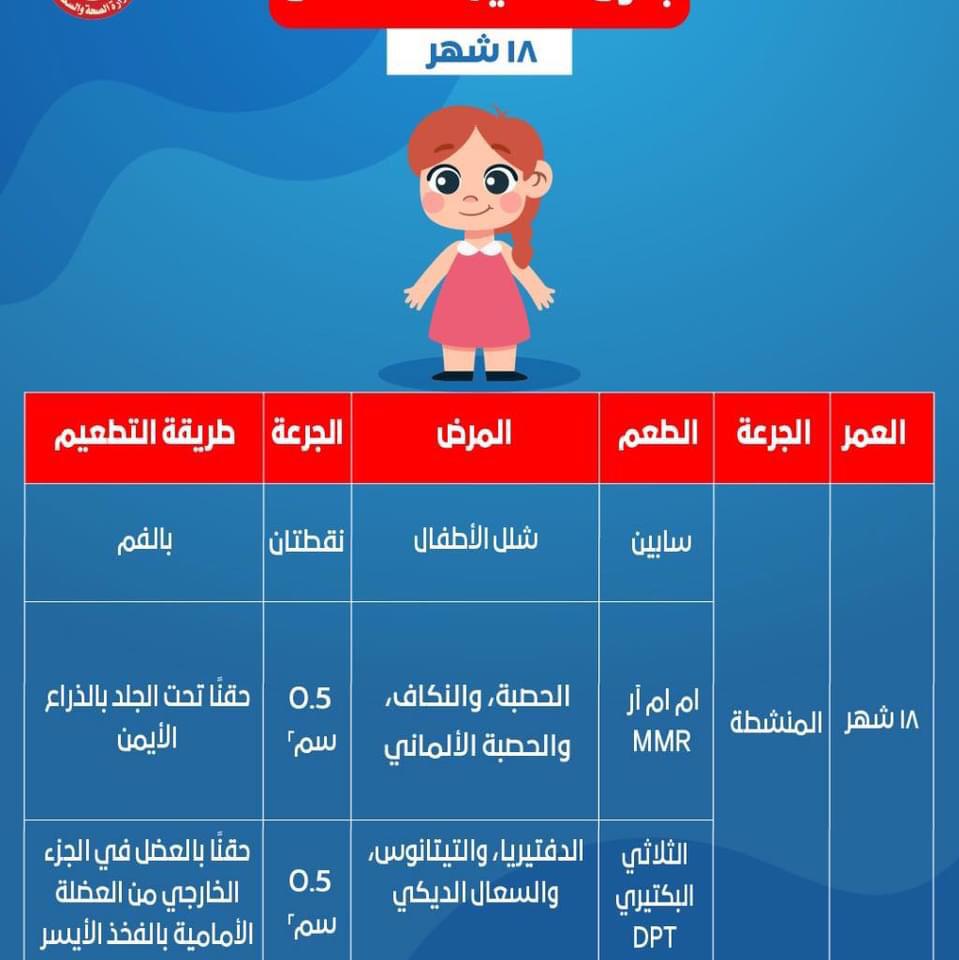 ١٨ شهر
العمر
الجرعة
الطعم
المرض
الجرعة
طريقة التطعيم
١٨ شهر
المنشطة
سابين
شلل الأطفال
نقطتان
بالفم
ام ام آر
MMR
الحصبة، والنكاف،
والحصبة الألماني
0.5
سم٢
حقنًا تحت الجلد بالذراع
الأيمن
الثلاثي
البكتيري
DPT
الدفتيريا، والتيتانوس،
والسعال الديكي
0.5
سم٢
حقنًا بالعضل في الجزء
الخارجي من العضلة
الأمامية بالفخذ الأيسر